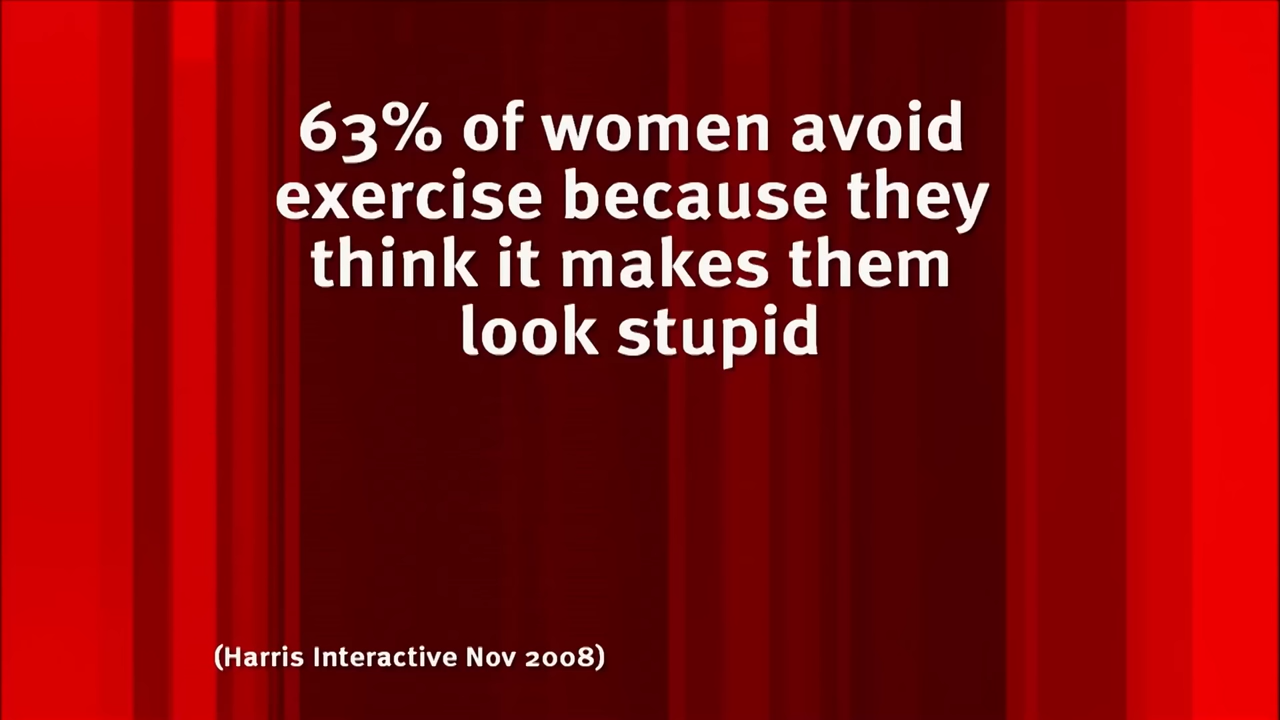 63% of women avoid
exercise because they
think it makes them
look stupid
(Harris Interactive Nov 2008)